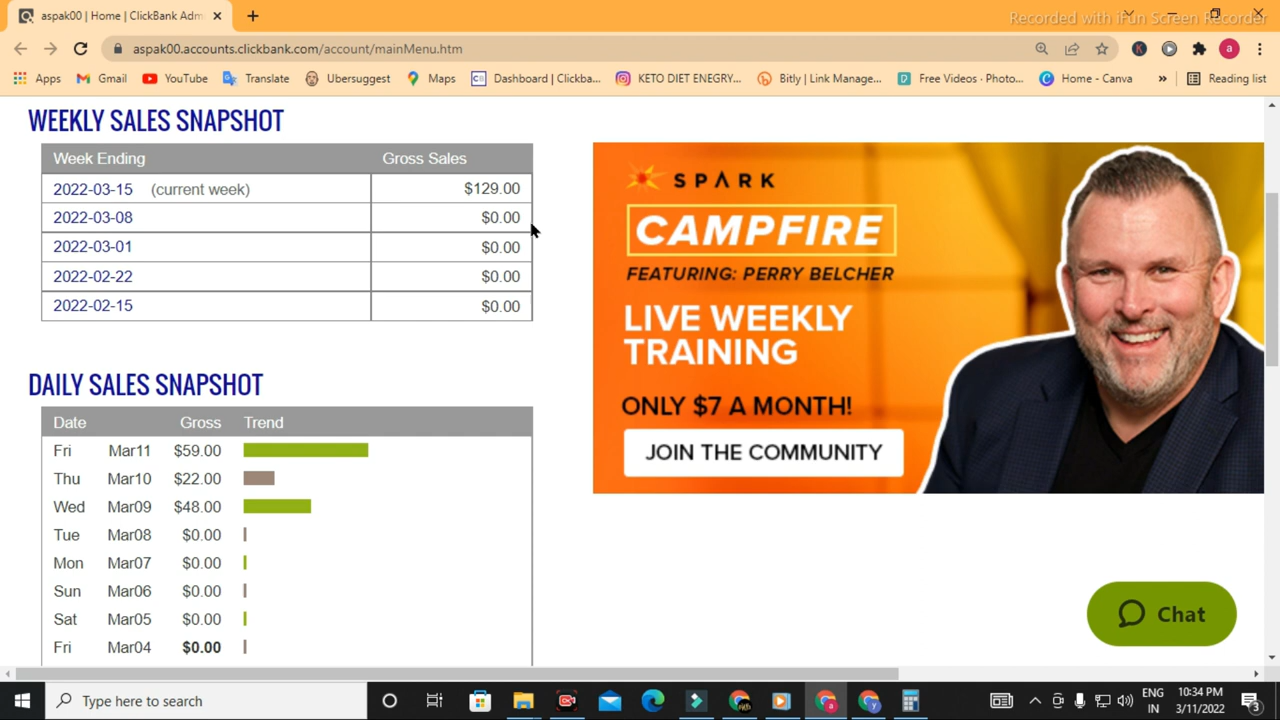 aspak00 | Home | ClickBank Adm
Recorded with iFun Screen Recorder
aspak00.accounts.clickbank.com/account/mainMenu.htm
a
Apps Gmail YouTube Translate Ubersuggest Maps Dashboard | Clickba... KETO DIET ENEGRY... Bitly | Link Manage... Free Videos · Photo... Home - Canva » Reading list
WEEKLY SALES SNAPSHOT
Week Ending Gross Sales
2022-03-15 (current week) $129.00
2022-03-08 $0.00
2022-03-01 $0.00
2022-02-22 $0.00
2022-02-15 $0.00
SPARK
CAMPFIRE
FEATURING: PERRY BELCHER
LIVE WEEKLY
TRAINING
ONLY $7 A MONTH!
JOIN THE COMMUNITY
DAILY SALES SNAPSHOT
Date Gross Trend
Fri Mar11 $59.00
Thu Mar10 $22.00
Wed Mar09 $48.00
Tue Mar08 $0.00
Mon Mar07 $0.00
Sun Mar06 $0.00
Sat Mar05 $0.00
Fri Mar04 $0.00
Chat
Type here to search
ENG
IN
10:34 PM
3/11/2022
3